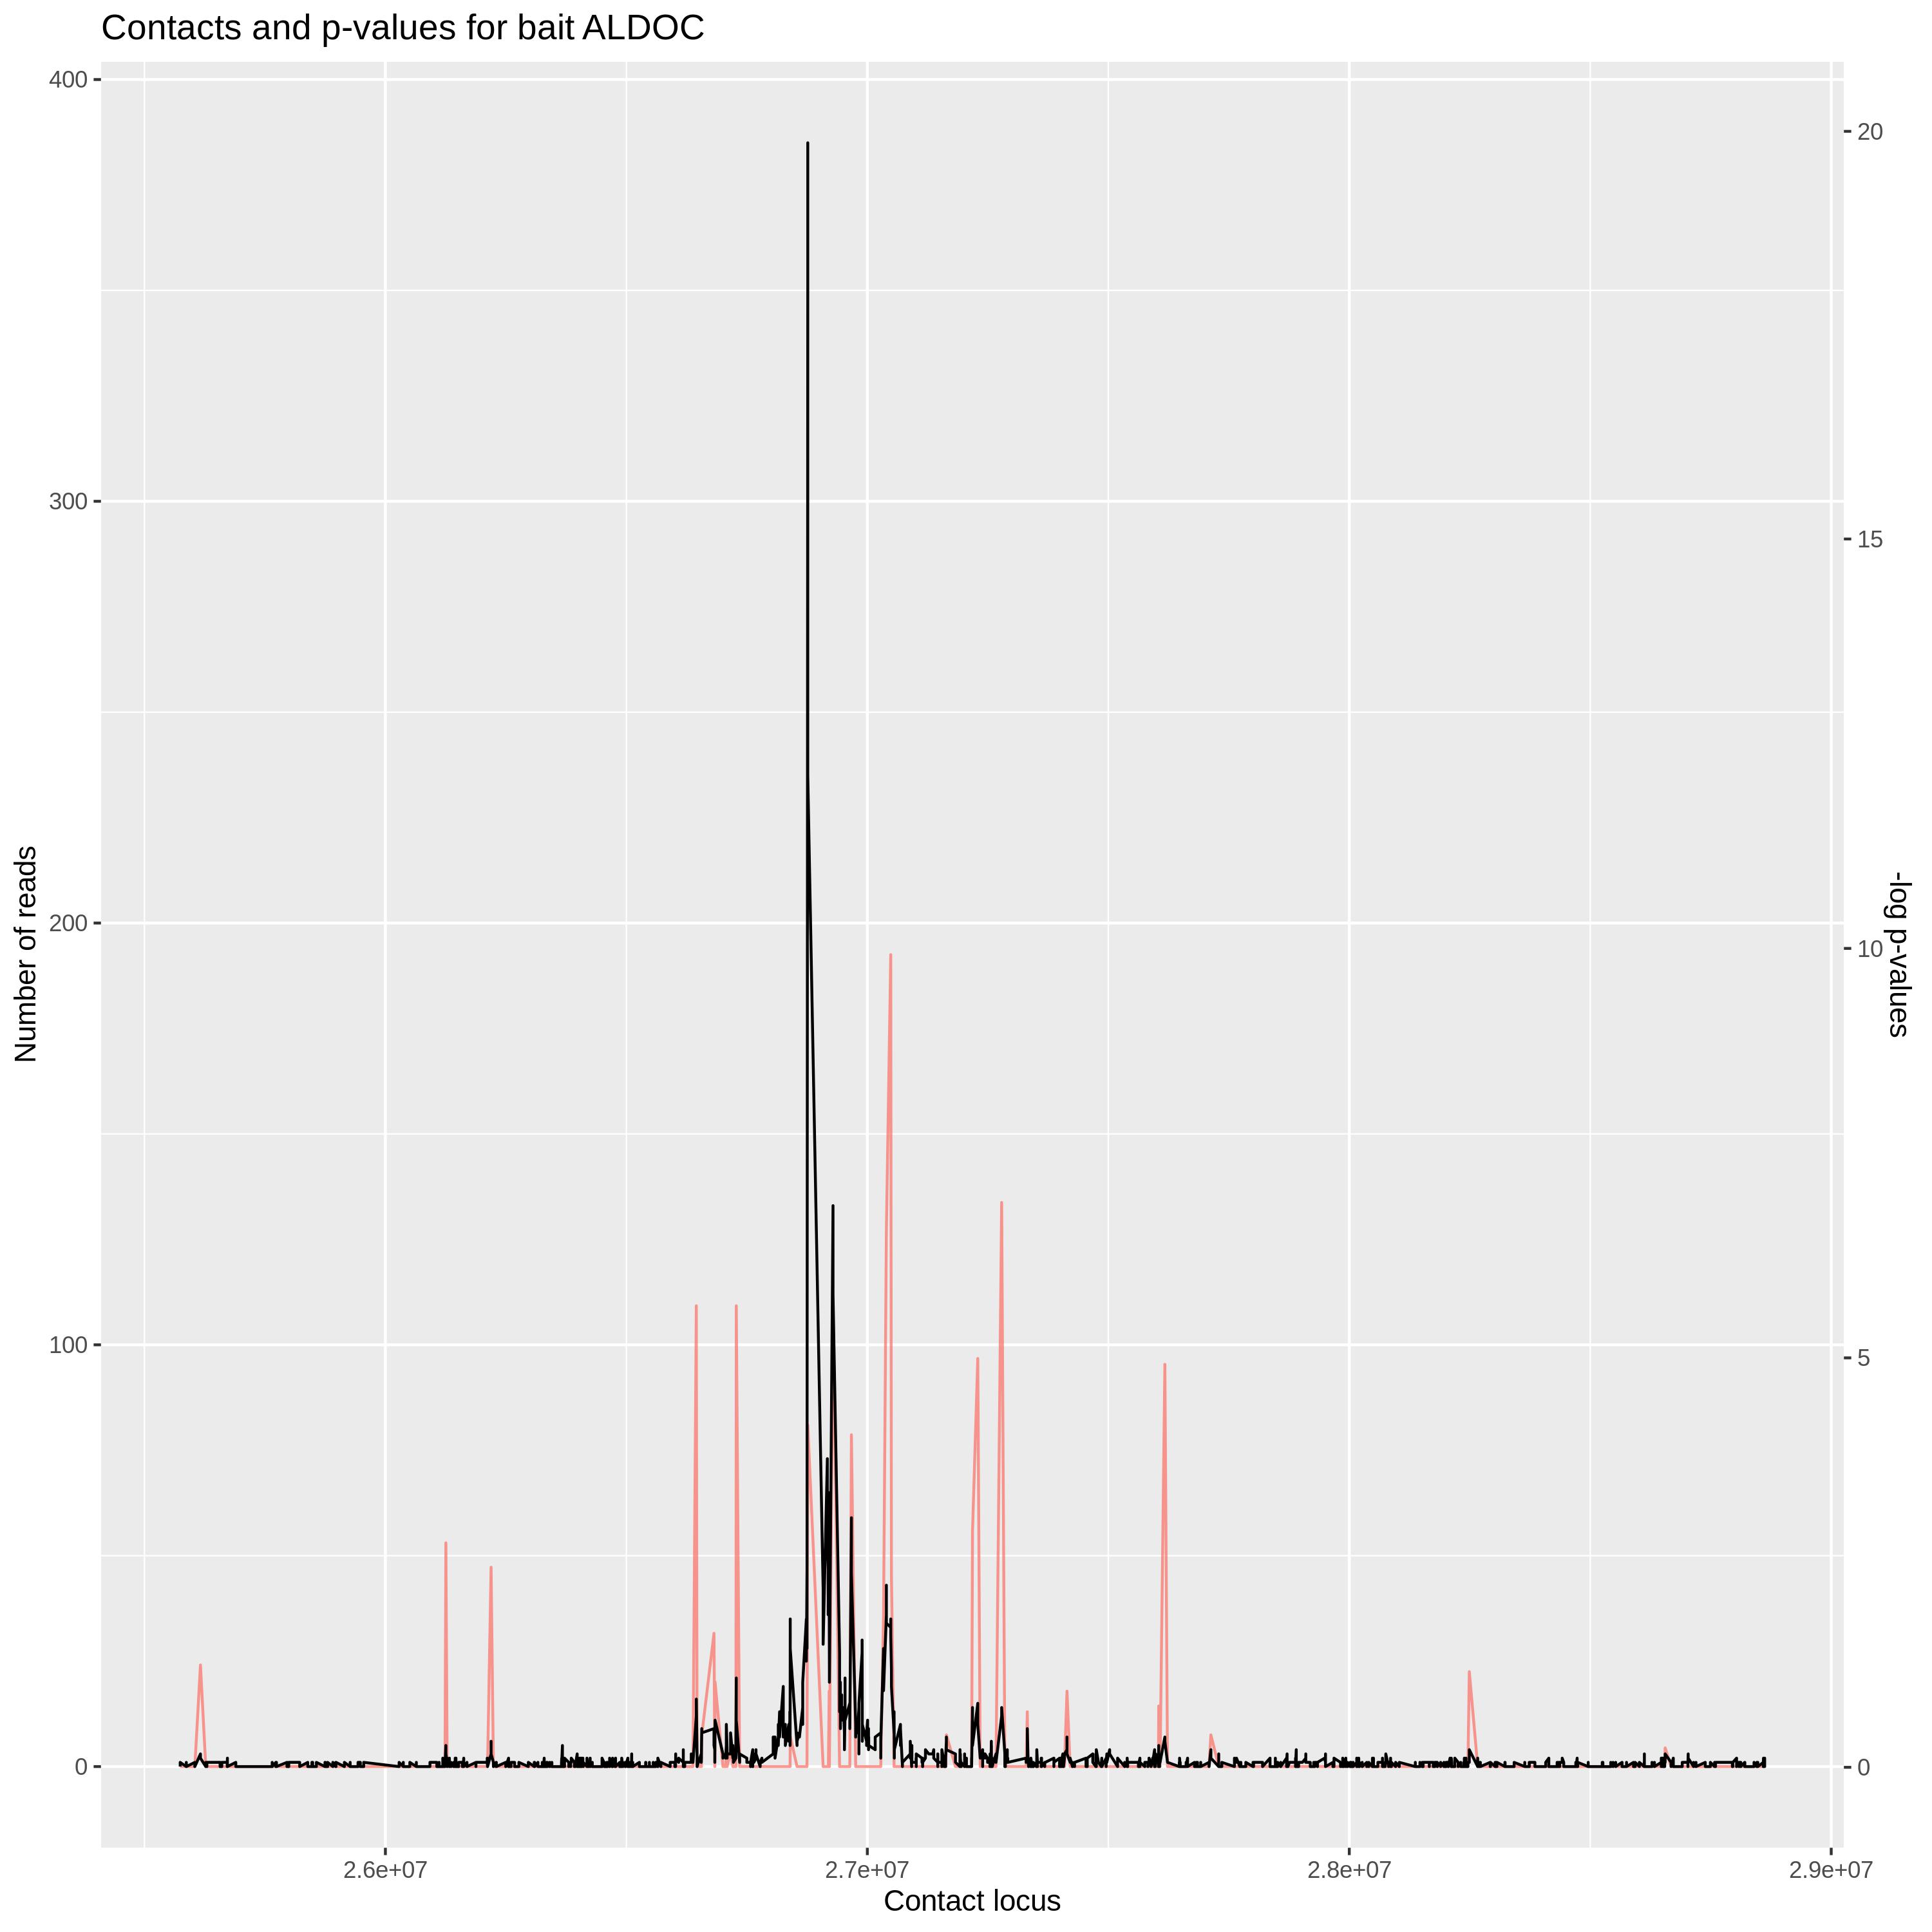 Contacts and p-values for bait ALDOC
400
300
200
100
0
Number of reads
20
15
10
5
0
-log p-values
2.6e+07
2.7e+07
2.8e+07
2.9e+07
Contact locus